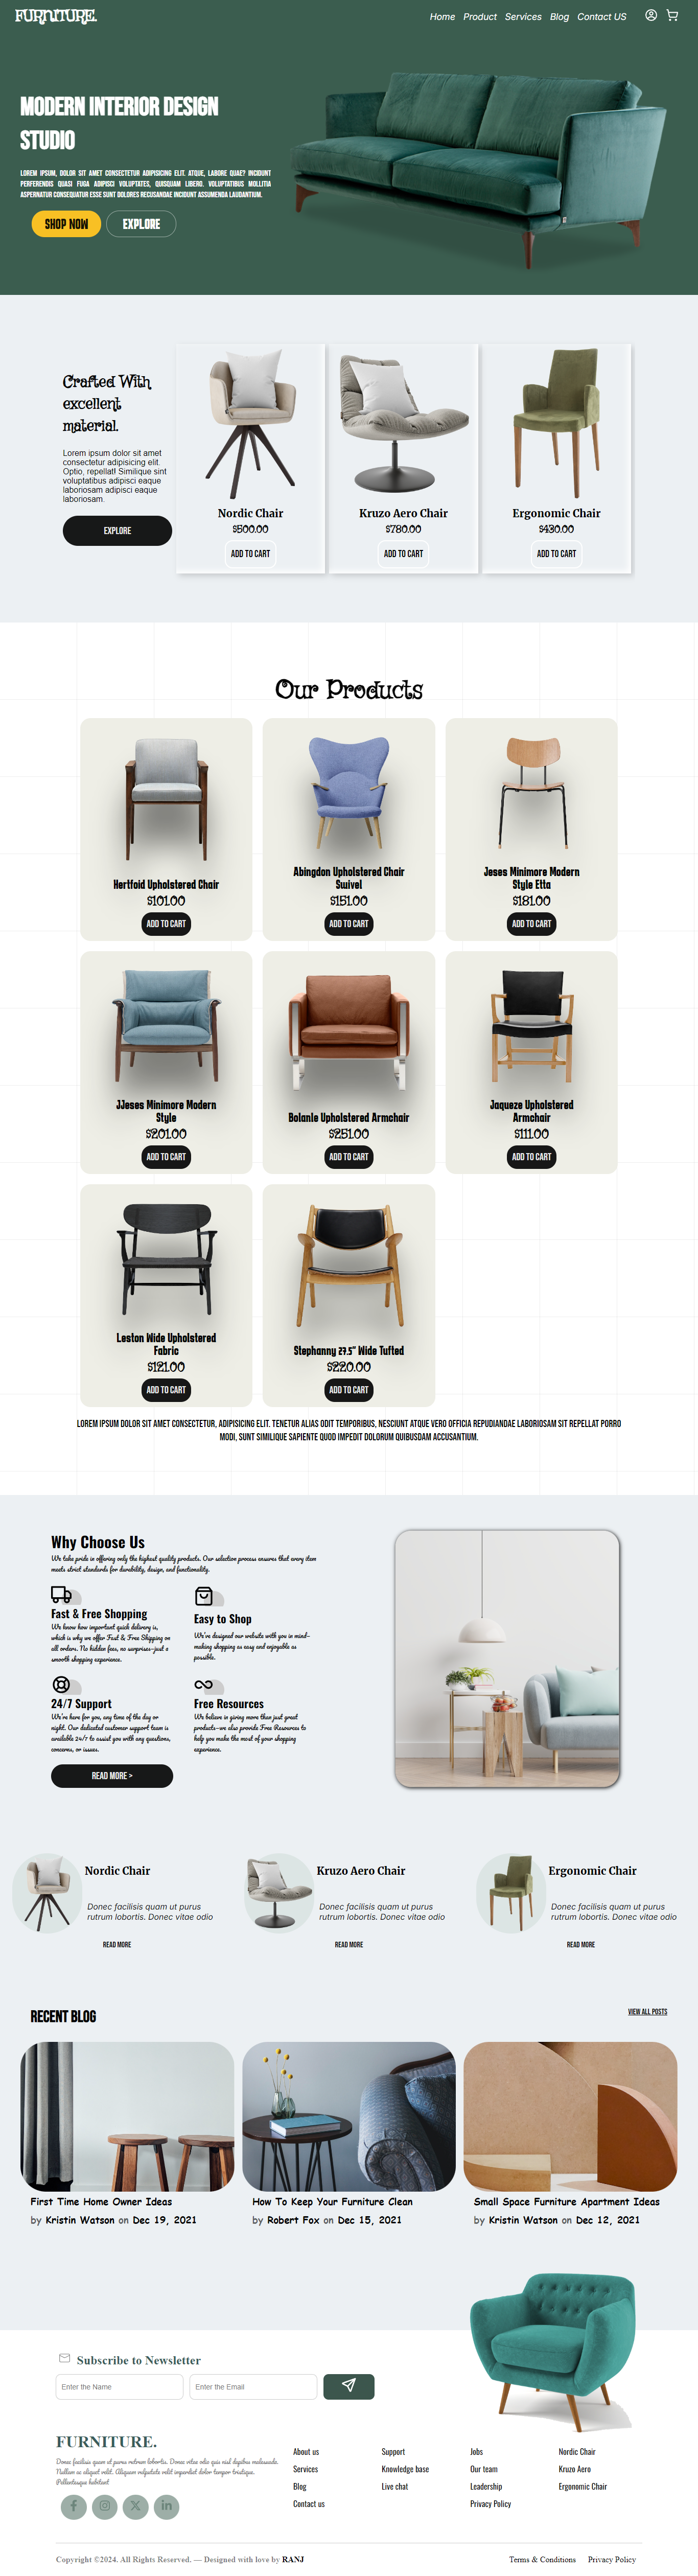 FURNITURE.
Home Product Services Blog Contact US
MODERN INTERIOR DESIGN
STUDIO
LOREM IPSUM, DOLOR SIT AMET CONSECTETUR ADIPISICING ELIT. ATQUE, LABORE QUAE? INCIDUNT
PERFERENDIS QUASI FUGA ADIPISCI VOLUPTATES, QUISQUAM LIBERO. VOLUPTATIBUS MOLLITIA
ASPERNATUR CONSEQUATUR ESSE SUNT DOLORES RECUSANDAE INCIDUNT ASSUMENDA LAUDANTIUM.
SHOP NOW EXPLORE
Crafted With
excellent
material.
Lorem ipsum dolor sit amet
consectetur adipisicing elit.
Optio, repellat! Similique sint
voluptatibus adipisci eaque
laboriosam adipisci eaque
laboriosam.
EXPLORE
Nordic Chair
$500.00
ADD TO CART
Kruzo Aero Chair
$780.00
ADD TO CART
Ergonomic Chair
$430.00
ADD TO CART
Our Products
Hertfoid Upholstered Chair
$101.00
ADD TO CART
Abingdon Upholstered Chair
Swivel
$151.00
ADD TO CART
Jeses Minimore Modern
Style Etta
$181.00
ADD TO CART
JJeses Minimore Modern
Style
$201.00
ADD TO CART
Bolanle Upholstered Armchair
$251.00
ADD TO CART
Jaqueze Upholstered
Armchair
$111.00
ADD TO CART
Leston Wide Upholstered
Fabric
$121.00
ADD TO CART
Stephanny 27.5" Wide Tufted
$220.00
ADD TO CART
LOREM IPSUM DOLOR SIT AMET CONSECTETUR, ADIPISICING ELIT. TENETUR ALIAS ODIT TEMPORIBUS, NESCIUNT ATQUE VERO OFFICIA REPUDIANDAE LABORIOSAM SIT REPELLAT PORRO
MODI, SUNT SIMILIQUE SAPIENTE QUOD IMPEDIT DOLORUM QUIBUSDAM ACCUSANTIUM.
Why Choose Us
We take pride in offering only the highest quality products. Our selection process ensures that every item
meets strict standards for durability, design, and functionality.
Fast & Free Shopping
We know how important quick delivery is,
which is why we offer Fast & Free Shipping on
all orders. No hidden fees, no surprises—just a
smooth shopping experience.
Easy to Shop
We've designed our website with you in mind—
making shopping as easy and enjoyable as
possible.
24/7 Support
We're here for you, any time of the day or
night. Our dedicated customer support team is
available 24/7 to assist you with any questions,
concerns, or issues.
Free Resources
We believe in giving more than just great
products—we also provide Free Resources to
help you make the most of your shopping
experience.
READ MORE >
Nordic Chair
Donec facilisis quam ut purus
rutrum lobortis. Donec vitae odio
READ MORE
Kruzo Aero Chair
Donec facilisis quam ut purus
rutrum lobortis. Donec vitae odio
READ MORE
Ergonomic Chair
Donec facilisis quam ut purus
rutrum lobortis. Donec vitae odio
READ MORE
RECENT BLOG
VIEW ALL POSTS
First Time Home Owner Ideas
by Kristin Watson on Dec 19, 2021
How To Keep Your Furniture Clean
by Robert Fox on Dec 15, 2021
Small Space Furniture Apartment Ideas
by Kristin Watson on Dec 12, 2021
Subscribe to Newsletter
Enter the Name
Enter the Email
FURNITURE.
Donec facilisis quam ut purus rutrum lobortis. Donec vitae odio quis nisl dapibus malesuada.
Nullam ac aliquet velit. Aliquam vulputate velit imperdiet dolor tempor tristique.
Pellentesque habitant
About us
Services
Blog
Contact us
Support
Knowledge base
Live chat
Jobs
Our team
Leadership
Privacy Policy
Nordic Chair
Kruzo Aero
Ergonomic Chair
Copyright ©2024. All Rights Reserved. — Designed with love by RANJ
Terms & Conditions Privacy Policy